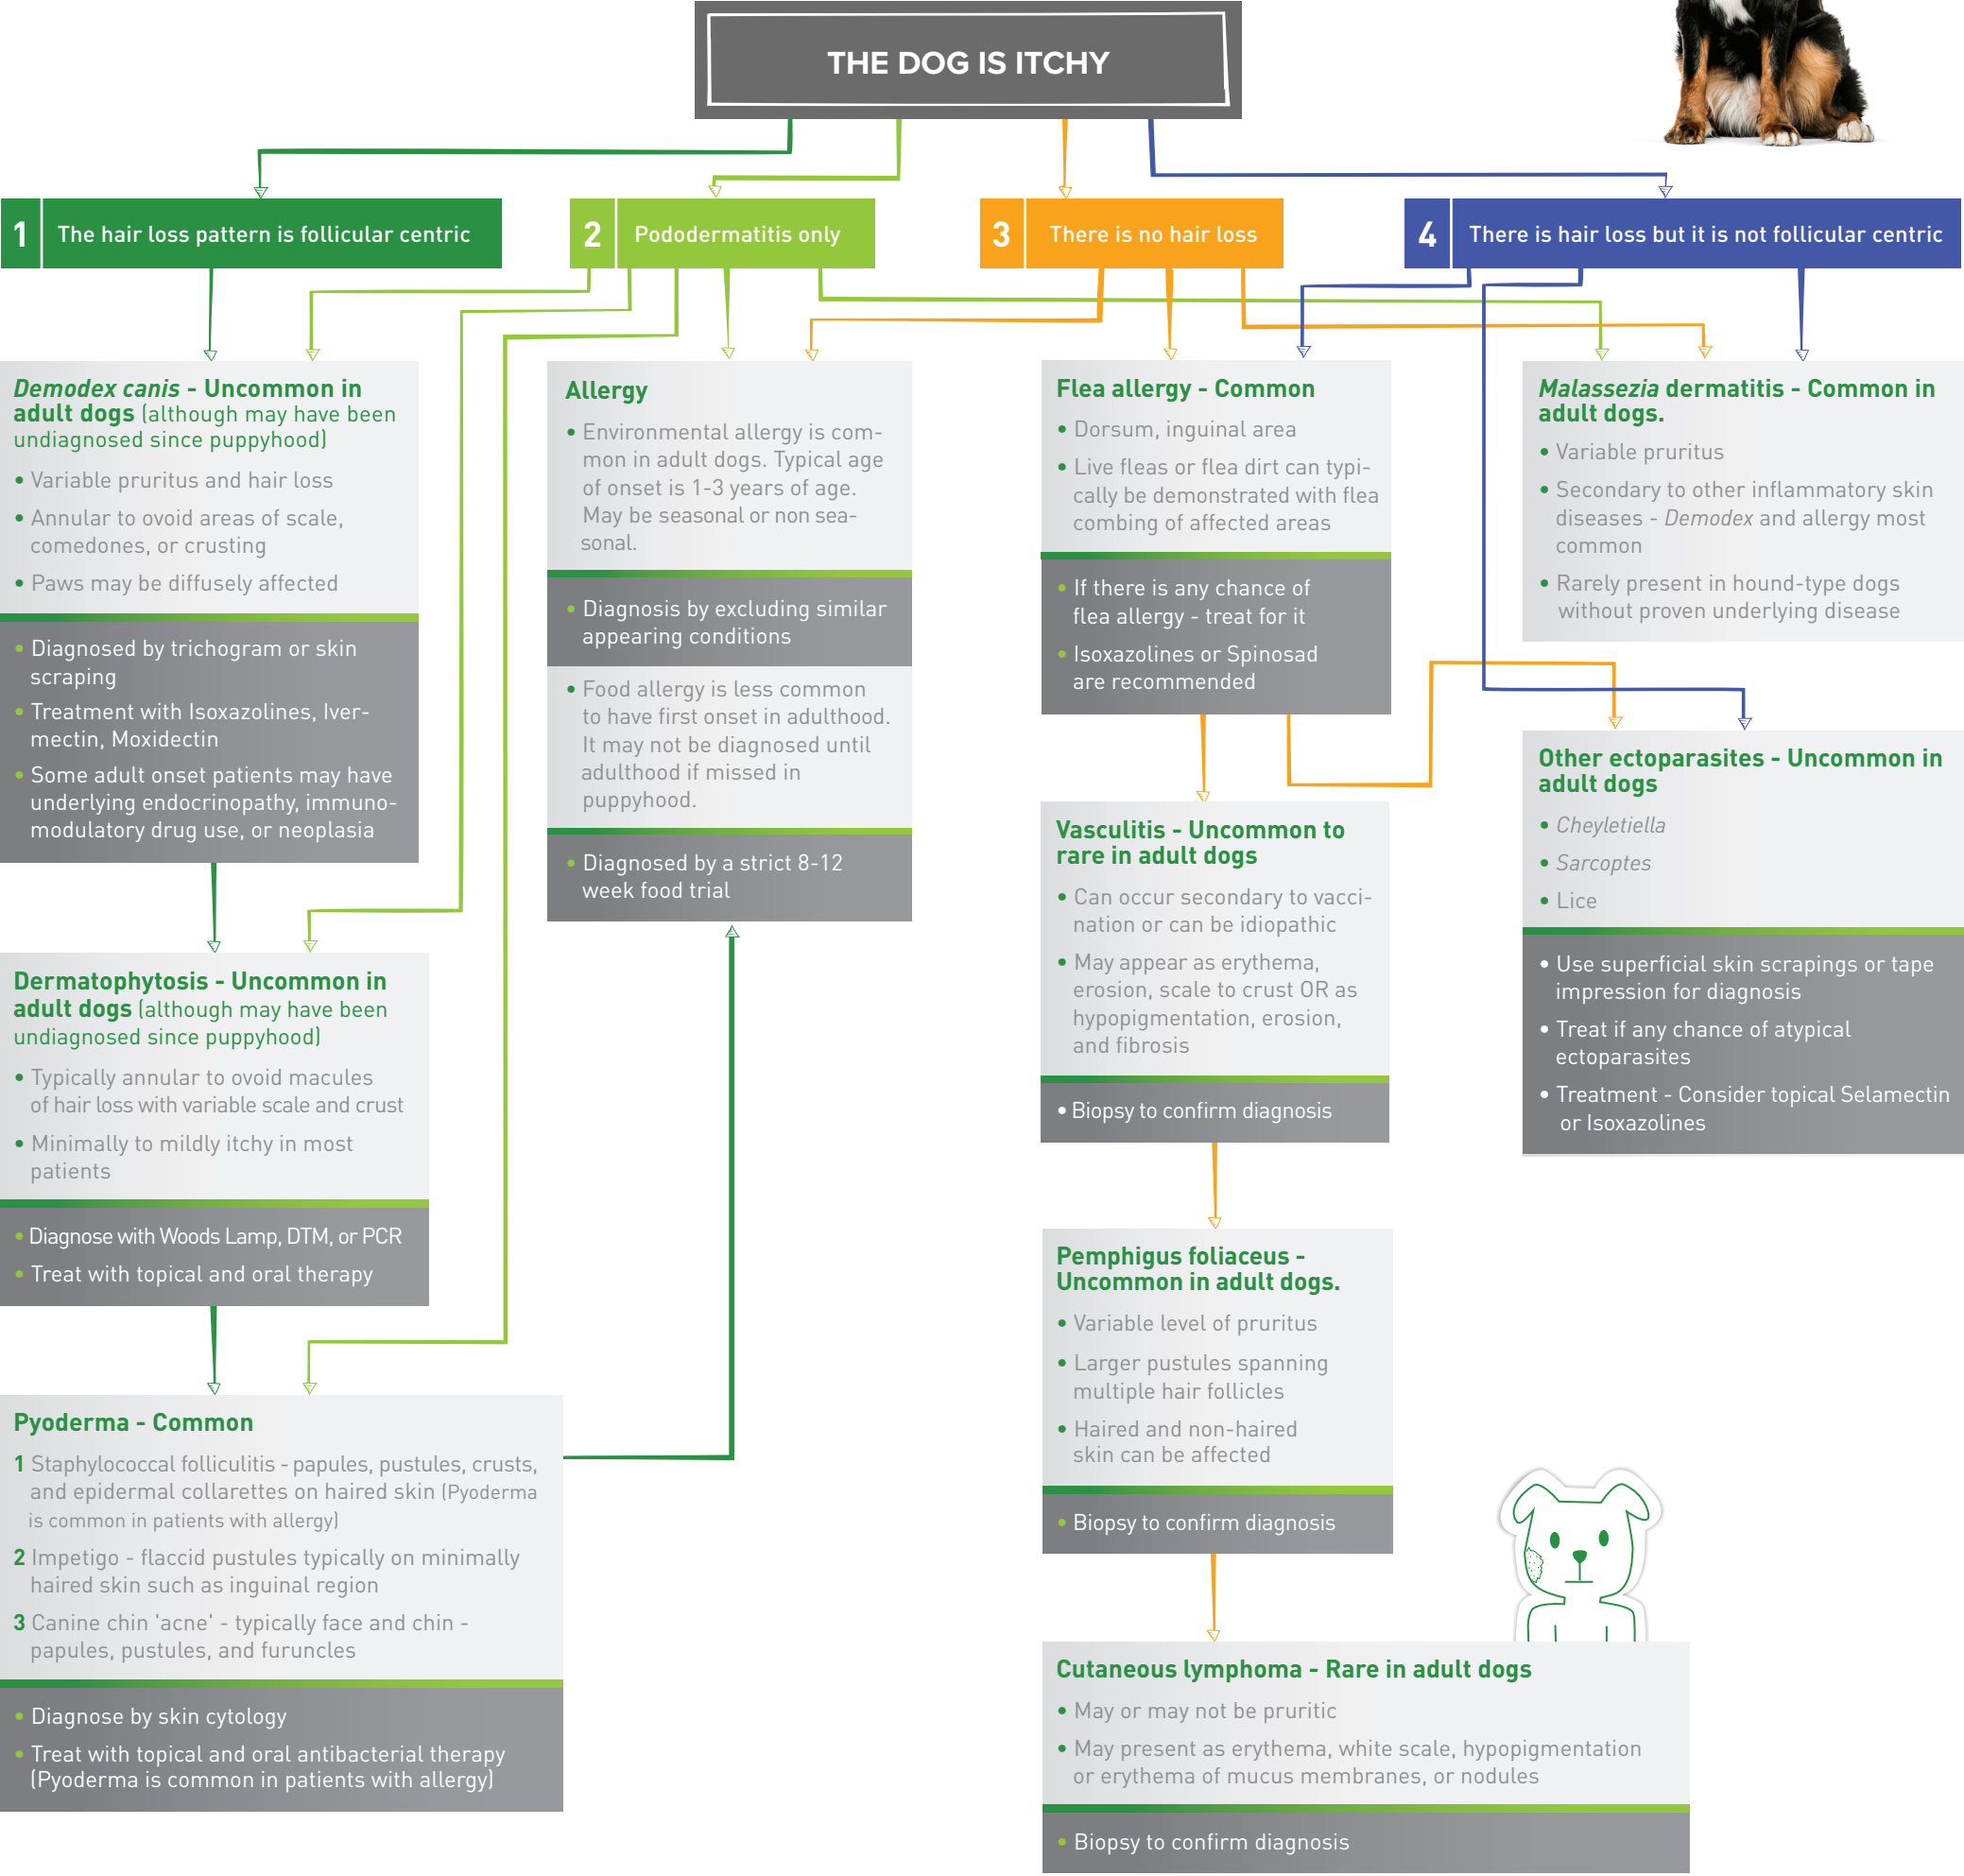 THE DOG IS ITCHY
1 The hair loss pattern is follicular centric
2 Pododermatitis only
3 There is no hair loss
4 There is hair loss but it is not follicular centric
Demodex canis - Uncommon in
adult dogs (although may have been
undiagnosed since puppyhood)
• Variable pruritus and hair loss
• Annular to ovoid areas of scale,
comedones, or crusting
• Paws may be diffusely affected
• Diagnosed by trichogram or skin
scraping
• Treatment with Isoxazolines, Iver-
mectin, Moxidectin
• Some adult onset patients may have
underlying endocrinopathy, immuno-
modulatory drug use, or neoplasia
Dermatophytosis - Uncommon in
adult dogs (although may have been
undiagnosed since puppyhood)
• Typically annular to ovoid macules
of hair loss with variable scale and crust
• Minimally to mildly itchy in most
patients
• Diagnose with Woods Lamp, DTM, or PCR
• Treat with topical and oral therapy
Pyoderma - Common
1 Staphylococcal folliculitis - papules, pustules, crusts,
and epidermal collarettes on haired skin (Pyoderma
is common in patients with allergy)
2 Impetigo - flaccid pustules typically on minimally
haired skin such as inguinal region
3 Canine chin 'acne' - typically face and chin -
papules, pustules, and furuncles
• Diagnose by skin cytology
• Treat with topical and oral antibacterial therapy
(Pyoderma is common in patients with allergy)
Allergy
• Environmental allergy is com-
mon in adult dogs. Typical age
of onset is 1-3 years of age.
May be seasonal or non sea-
sonal.
• Diagnosis by excluding similar
appearing conditions
• Food allergy is less common
to have first onset in adulthood.
It may not be diagnosed until
adulthood if missed in
puppyhood.
• Diagnosed by a strict 8-12
week food trial
Flea allergy - Common
• Dorsum, inguinal area
• Live fleas or flea dirt can typi-
cally be demonstrated with flea
combing of affected areas
• If there is any chance of
flea allergy - treat for it
• Isoxazolines or Spinosad
are recommended
Vasculitis - Uncommon to
rare in adult dogs
• Can occur secondary to vacci-
nation or can be idiopathic
• May appear as erythema,
erosion, scale to crust OR as
hypopigmentation, erosion,
and fibrosis
• Biopsy to confirm diagnosis
Pemphigus foliaceus -
Uncommon in adult dogs.
• Variable level of pruritus
• Larger pustules spanning
multiple hair follicles
• Haired and non-haired
skin can be affected
• Biopsy to confirm diagnosis
Cutaneous lymphoma - Rare in adult dogs
• May or may not be pruritic
• May present as erythema, white scale, hypopigmentation
or erythema of mucus membranes, or nodules
• Biopsy to confirm diagnosis
Malassezia dermatitis - Common in
adult dogs.
• Variable pruritus
• Secondary to other inflammatory skin
diseases - Demodex and allergy most
common
• Rarely present in hound-type dogs
without proven underlying disease
Other ectoparasites - Uncommon in
adult dogs
• Cheyletiella
• Sarcoptes
• Lice
• Use superficial skin scrapings or tape
impression for diagnosis
• Treat if any chance of atypical
ectoparasites
• Treatment - Consider topical Selamectin
or Isoxazolines